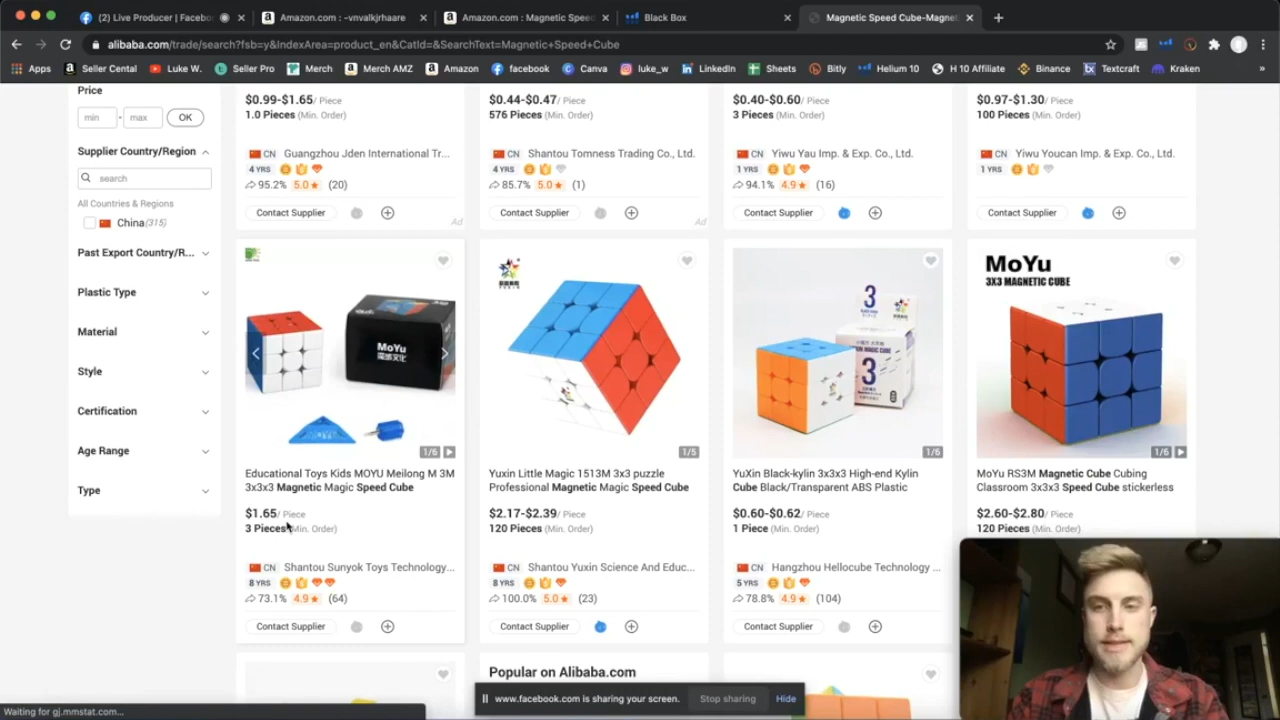 (2) Live Producer | Facebo
Amazon.com : -vnvalkjrhaare
Amazon.com : Magnetic Spee
Black Box
Magnetic Speed Cube-Magnet
alibaba.com/trade/search?fsb=y&IndexArea=product_en&CatId=&SearchText=Magnetic+Speed+Cube
Apps
Seller Cental
Luke W.
Seller Pro
Merch
Merch AMZ
Amazon
facebook
Canva
luke_w
LinkedIn
Sheets
Bitly
Helium 10
H 10 Affiliate
Binance
Textcraft
Kraken
»
Price
min - max OK
Supplier Country/Region
search
All Countries & Regions
China(315)
Past Export Country/R...
Plastic Type
Material
Style
Certification
Age Range
Type
$0.99-$1.65/ Piece
1.0 Pieces (Min. Order)
CN Guangzhou Jden International Tr...
4 YRS
95.2% 5.0 (20)
Contact Supplier
Ad
$0.44-$0.47/ Piece
576 Pieces (Min. Order)
CN Shantou Tomness Trading Co., Ltd.
4 YRS
85.7% 5.0 (1)
Contact Supplier
Ad
$0.40-$0.60/ Piece
3 Pieces (Min. Order)
CN Yiwu Yau Imp. & Exp. Co., Ltd.
1 YRS
94.1% 4.9 (16)
Contact Supplier
$0.97-$1.30/ Piece
100 Pieces (Min. Order)
CN Yiwu Youcan Imp. & Exp. Co., Ltd.
1 YRS
Contact Supplier
MoYu
1/6
Educational Toys Kids MOYU Meilong M 3M
3x3x3 Magnetic Magic Speed Cube
$1.65/ Piece
3 Pieces (Min. Order)
CN Shantou Sunyok Toys Technology...
8 YRS
73.1% 4.9 (64)
Contact Supplier
1/5
Yuxin Little Magic 1513M 3x3 puzzle
Professional Magnetic Magic Speed Cube
$2.17-$2.39/ Piece
120 Pieces (Min. Order)
CN Shantou Yuxin Science And Educ...
8 YRS
100.0% 5.0 (23)
Contact Supplier
3
3
1/6
YuXin Black-kylin 3x3x3 High-end Kylin
Cube Black/Transparent ABS Plastic
$0.60-$0.62/ Piece
1 Piece (Min. Order)
CN Hangzhou Hellocube Technology ...
5 YRS
78.8% 4.9 (104)
Contact Supplier
MoYu
3X3 MAGNETIC CUBE
1/6
MoYu RS3M Magnetic Cube Cubing
Classroom 3x3x3 Speed Cube stickerless
$2.60-$2.80/ Piece
120 Pieces (Min. Order)
Popular on Alibaba.com
www.facebook.com is sharing your screen.
Stop sharing
Hide
Waiting for gj.mmstat.com...